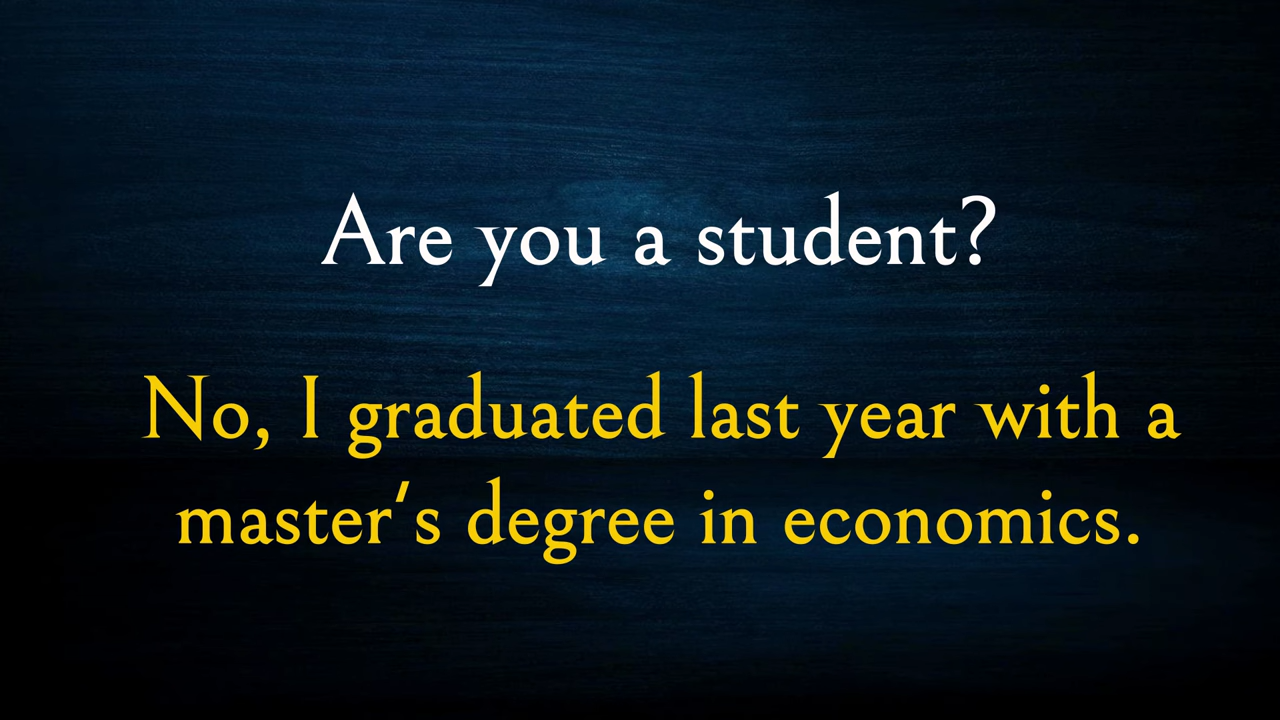 Are you a student?
No, I graduated last year with a
master's degree in economics.